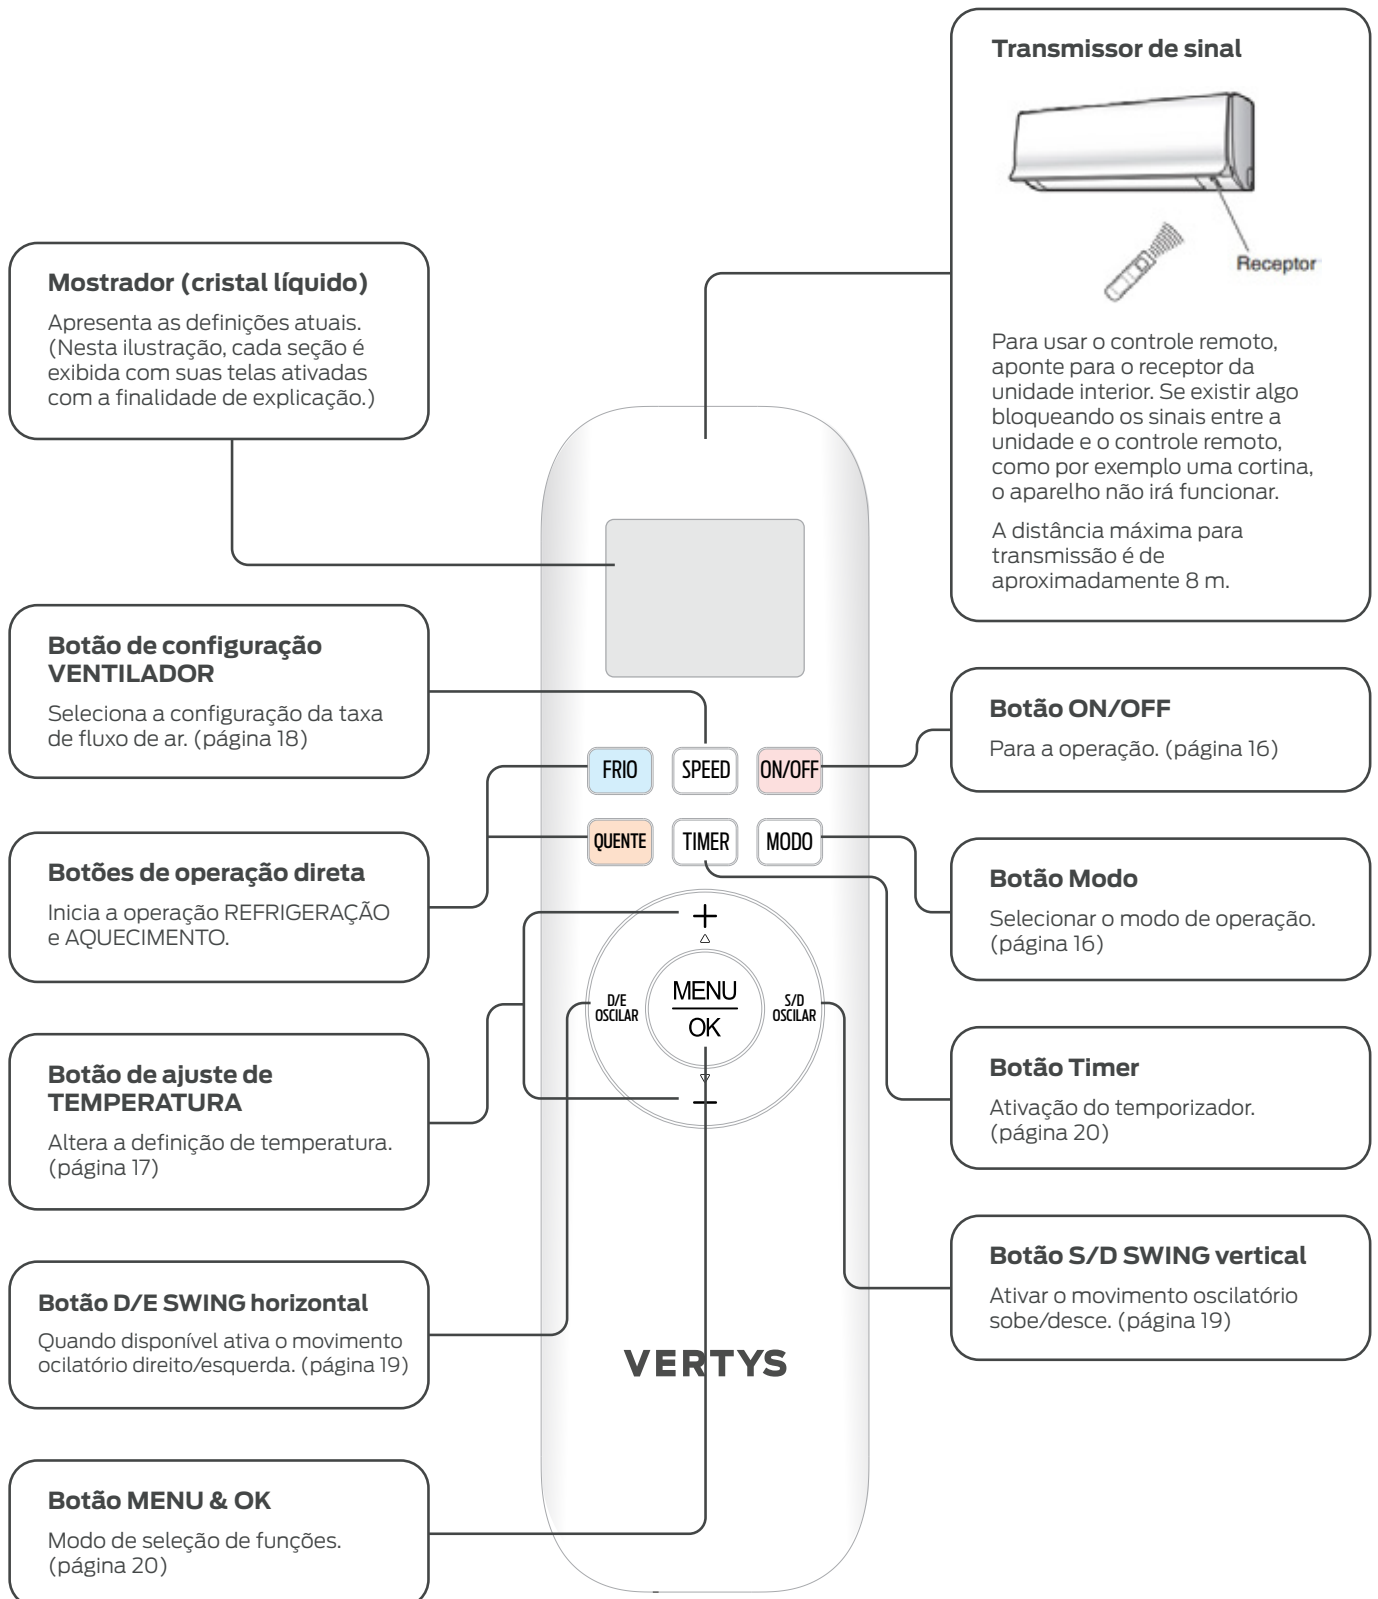 Transmissor de sinal
Receptor
Para usar o controle remoto,
aponte para o receptor da
unidade interior. Se existir algo
bloqueando os sinais entre a
unidade e o controle remoto,
como por exemplo uma cortina,
o aparelho não irá funcionar.
A distância máxima para
transmissão é de
aproximadamente 8 m.
Mostrador (cristal líquido)
Apresenta as definições atuais.
(Nesta ilustração, cada seção é
exibida com suas telas ativadas
com a finalidade de explicação.)
Botão de configuração
VENTILADOR
Seleciona a configuração da taxa
de fluxo de ar. (página 18)
Botões de operação direta
Inicia a operação REFRIGERAÇÃO
e AQUECIMENTO.
Botão de ajuste de
TEMPERATURA
Altera a definição de temperatura.
(página 17)
Botão D/E SWING horizontal
Quando disponível ativa o movimento
ocilatório direito/esquerda. (página 19)
Botão MENU & OK
Modo de seleção de funções.
(página 20)
FRIO SPEED ON/OFF
QUENTE TIMER MODO
+
D/E
OSCILAR
MENU
OK
S/D
OSCILAR
−
VERTYS
Botão ON/OFF
Para a operação. (página 16)
Botão Modo
Selecionar o modo de operação.
(página 16)
Botão Timer
Ativação do temporizador.
(página 20)
Botão S/D SWING vertical
Ativar o movimento oscilatório
sobe/desce. (página 19)